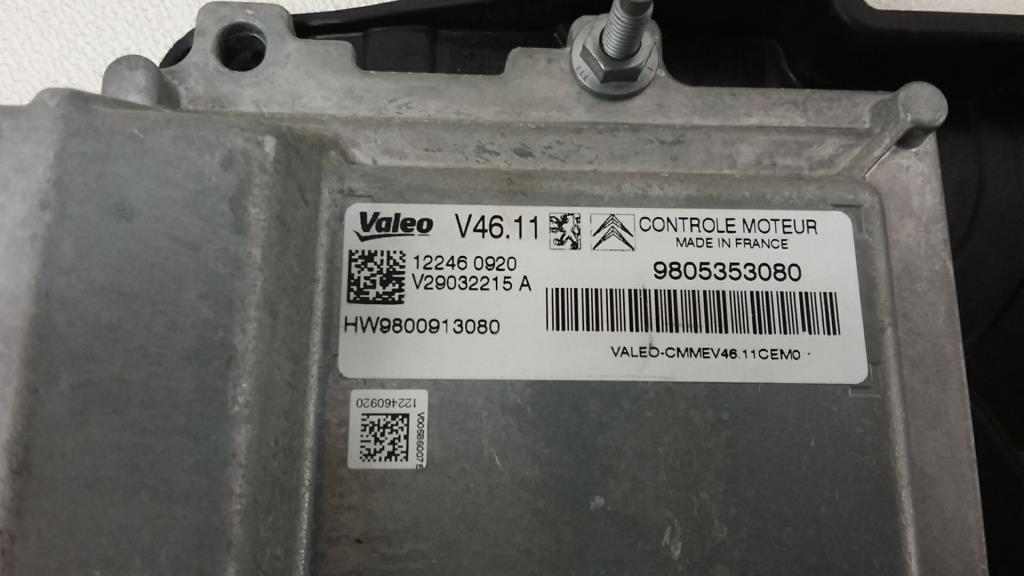 Valeo V46.11 CONTROLE MOTEUR
MADE IN FRANCE
12246 0920
V29032215 A
9805353080
HW9800913080
VALEO-CMMEV46.11CEM0
122460920